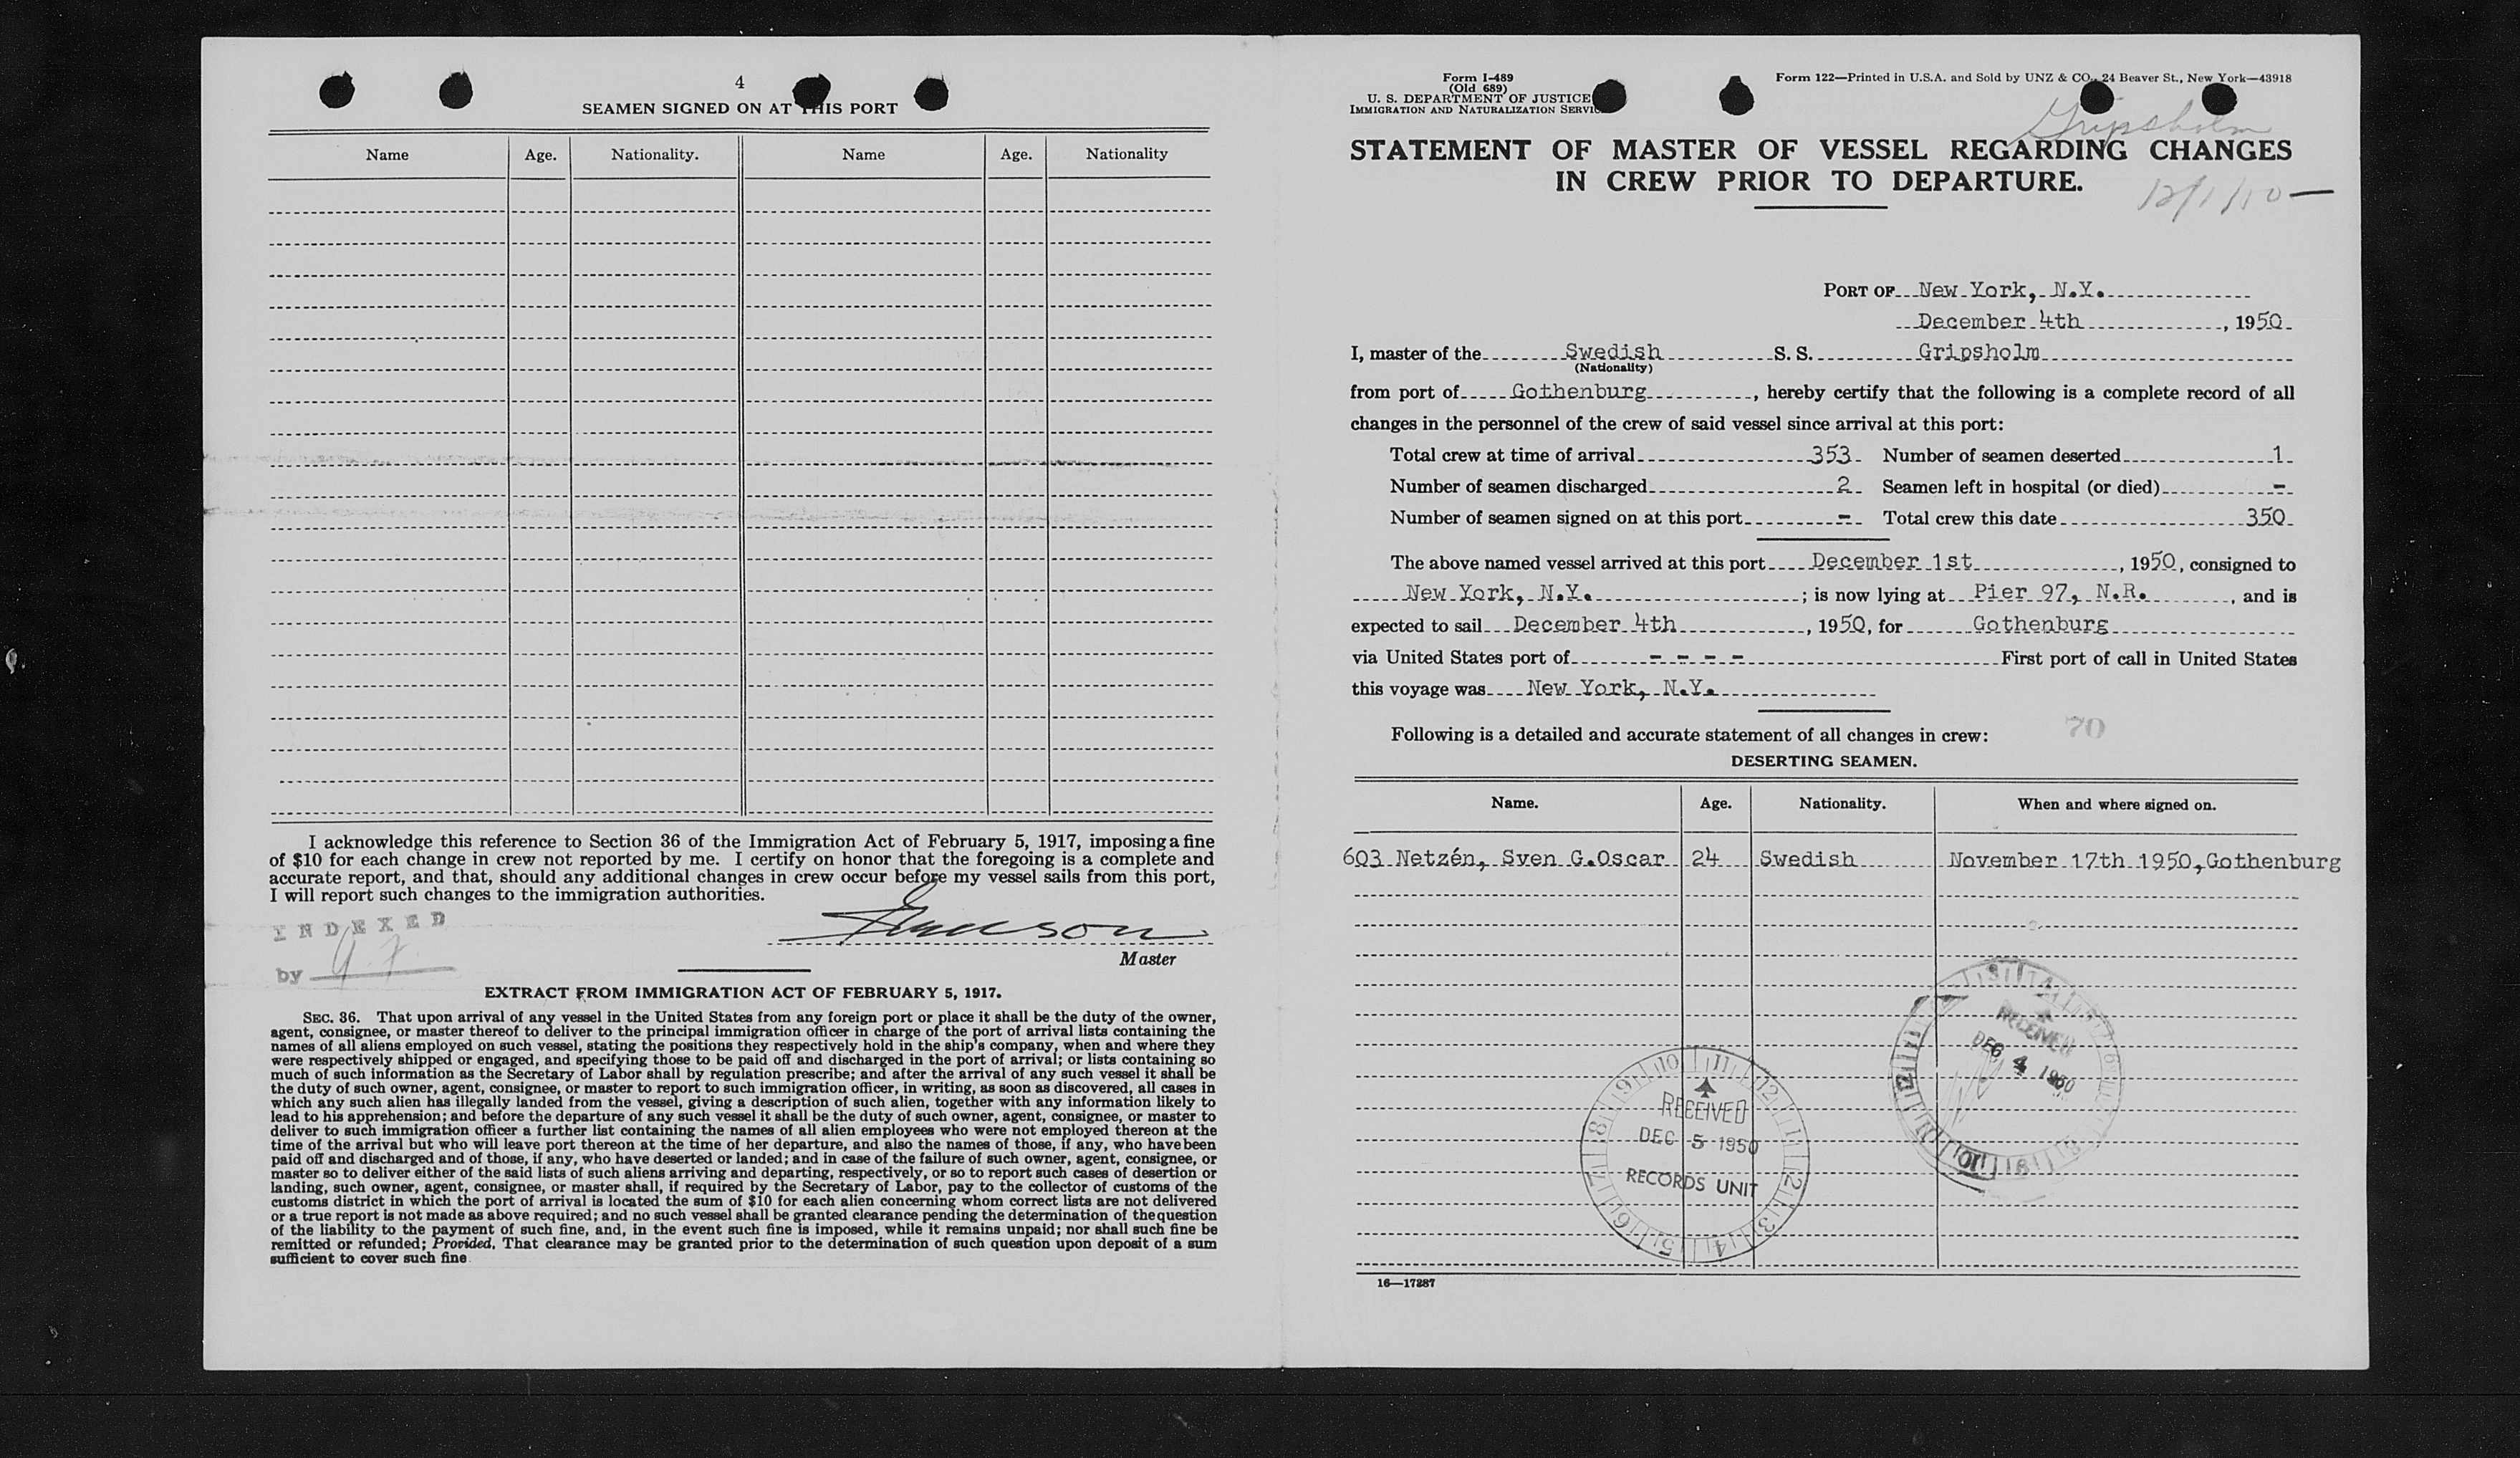 4
SEAMEN SIGNED ON AT THIS PORT
Name Age. Nationality. Name Age. Nationality
I acknowledge this reference to Section 36 of the Immigration Act of February 5, 1917, imposing a fine
of $10 for each change in crew not reported by me. I certify on honor that the foregoing is a complete and
accurate report, and that, should any additional changes in crew occur before my vessel sails from this port,
I will report such changes to the immigration authorities.
INDEXED
by
Master
EXTRACT FROM IMMIGRATION ACT OF FEBRUARY 5, 1917.
SEC. 36. That upon arrival of any vessel in the United States from any foreign port or place it shall be the duty of the owner,
agent, consignee, or master thereof to deliver to the principal immigration officer in charge of the port of arrival lists containing the
names of all aliens employed on such vessel, stating the positions they respectively hold in the ship's company, when and where they
were respectively shipped or engaged, and specifying those to be paid off and discharged in the port of arrival; or lists containing so
much of such information as the Secretary of Labor shall by regulation prescribe; and after the arrival of any such vessel it shall be
the duty of such owner, agent, consignee, or master to report to such immigration officer, in writing, as soon as discovered, all cases in
which any such alien has illegally landed from the vessel, giving a description of such alien, together with any information likely to
lead to his apprehension; and before the departure of any such vessel it shall be the duty of such owner, agent, consignee, or master to
deliver to such immigration officer a further list containing the names of all alien employees who were not employed thereon at the
time of the arrival but who will leave port thereon at the time of her departure, and also the names of those, if any, who have been
paid off and discharged and of those, if any, who have deserted or landed; and in case of the failure of such owner, agent, consignee, or
master so to deliver either of the said lists of such aliens arriving and departing, respectively, or so to report such cases of desertion or
landing, such owner, agent, consignee, or master shall, if required by the Secretary of Labor, pay to the collector of customs of the
customs district in which the port of arrival is located the sum of $10 for each alien concerning whom correct lists are not delivered
or a true report is not made as above required; and no such vessel shall be granted clearance pending the determination of the question
of the liability to the payment of such fine, and, in the event such fine is imposed, while it remains unpaid; nor shall such fine be
remitted or refunded; Provided, That clearance may be granted prior to the determination of such question upon deposit of a sum
sufficient to cover such fine.
Form I-489
(Old 689)
U. S. DEPARTMENT OF JUSTICE
IMMIGRATION AND NATURALIZATION SERVICE
Form 122—Printed in U.S.A. and Sold by UNZ & CO., 24 Beaver St., New York—43918
Gripsholm
STATEMENT OF MASTER OF VESSEL REGARDING CHANGES
IN CREW PRIOR TO DEPARTURE.
12/1/50
PORT OF New York, N.Y.
December 4th, 1950
I, master of the Swedish S. S. Gripsholm
(Nationality)
from port of Gothenburg, hereby certify that the following is a complete record of all
changes in the personnel of the crew of said vessel since arrival at this port:
Total crew at time of arrival 353 Number of seamen deserted 1
Number of seamen discharged 2 Seamen left in hospital (or died) -
Number of seamen signed on at this port - Total crew this date 350
The above named vessel arrived at this port December 1st, 1950, consigned to
New York, N.Y.; is now lying at Pier 97, N.R., and is
expected to sail December 4th, 1950, for Gothenburg
via United States port of - - - - First port of call in United States
this voyage was New York, N.Y.
70
Following is a detailed and accurate statement of all changes in crew:
DESERTING SEAMEN.
Name. Age. Nationality. When and where signed on.
603 Netzén, Sven G.Oscar 24 Swedish November 17th 1950,Gothenburg
RECEIVED
DEC 4 1950
10 11 12 1 2 3 4 5 6 7 8 9
RECEIVED
DEC 5 1950
RECORDS UNIT
16—17287